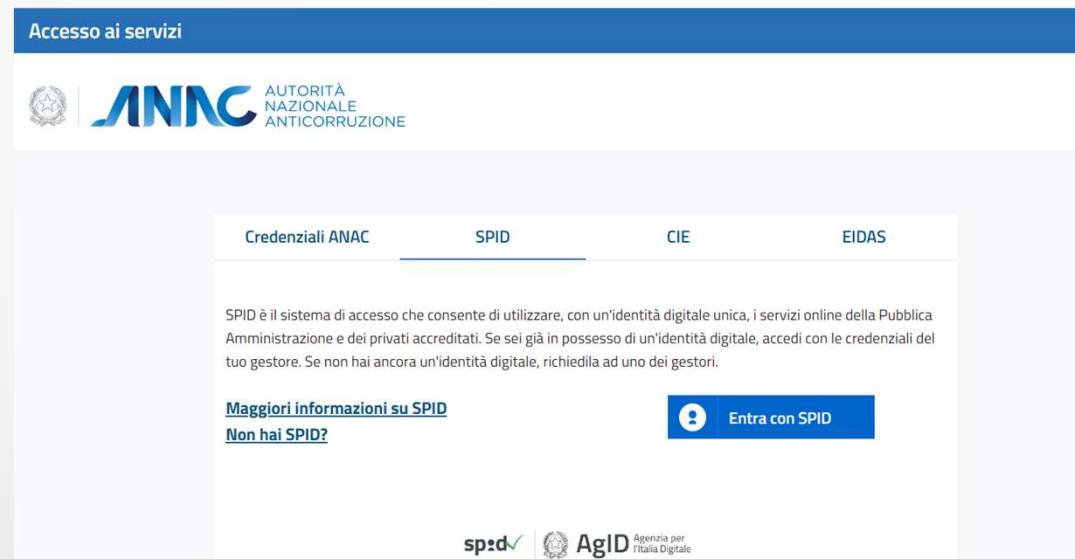 Accesso ai servizi
ANAC
AUTORITÀ
NAZIONALE
ANTICORRUZIONE
Credenziali ANAC SPID CIE EIDAS
SPID è il sistema di accesso che consente di utilizzare, con un'identità digitale unica, i servizi online della Pubblica
Amministrazione e dei privati accreditati. Se sei già in possesso di un'identità digitale, accedi con le credenziali del
tuo gestore. Se non hai ancora un'identità digitale, richiedila ad uno dei gestori.
Maggiori informazioni su SPID
Non hai SPID?
Entra con SPID
spid
AgID Agenzia per
l'Italia Digitale